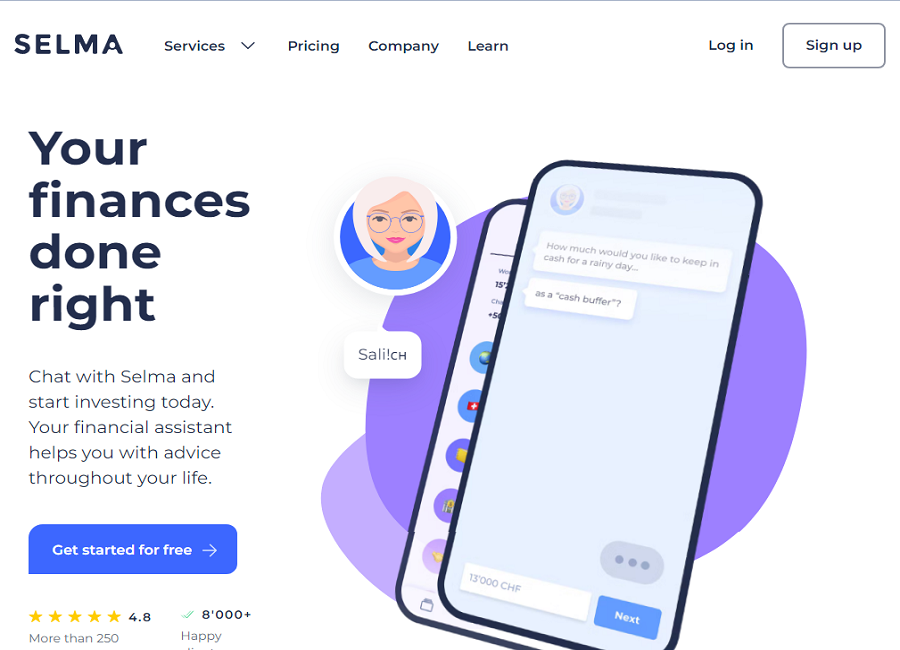 SELMA
Services
Pricing
Company
Learn
Log in
Sign up
Your
finances
done
right
Chat with Selma and
start investing today.
Your financial assistant
helps you with advice
throughout your life.
Get started for free
4.8
More than 250
8'000+
Happy
Sali!CH
How much would you like to keep in
cash for a rainy day...
as a "cash buffer"?
13'000 CHF
Next